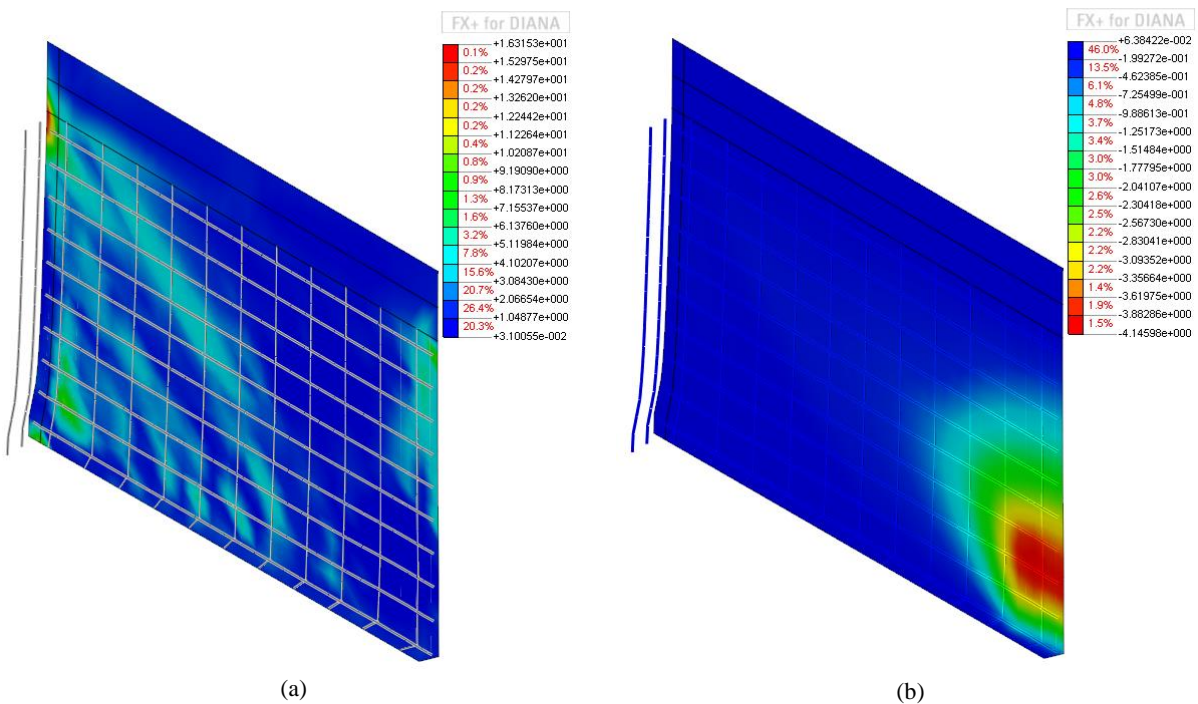 FX+ for DIANA
+1.63153e+001
0.1%
+1.52975e+001
0.2%
+1.42797e+001
0.2%
+1.32620e+001
0.2%
+1.22442e+001
0.2%
+1.12264e+001
0.4%
+1.02087e+001
0.8%
+9.19090e+000
0.9%
+8.17313e+000
1.3%
+7.15537e+000
1.6%
+6.13760e+000
3.2%
+5.11984e+000
7.8%
+4.10207e+000
15.6%
+3.08430e+000
20.7%
+2.06654e+000
26.4%
+1.04877e+000
20.3%
+3.10055e-002
(a)
FX+ for DIANA
+6.38422e-002
46.0%
-1.99272e-001
13.5%
-4.62385e-001
6.1%
-7.25499e-001
4.8%
-9.88613e-001
3.7%
-1.25173e+000
3.4%
-1.51484e+000
3.0%
-1.77795e+000
3.0%
-2.04107e+000
2.6%
-2.30418e+000
2.5%
-2.56730e+000
2.2%
-2.83041e+000
2.2%
-3.09352e+000
2.2%
-3.35664e+000
1.4%
-3.61975e+000
1.9%
-3.88286e+000
1.5%
-4.14598e+000
(b)